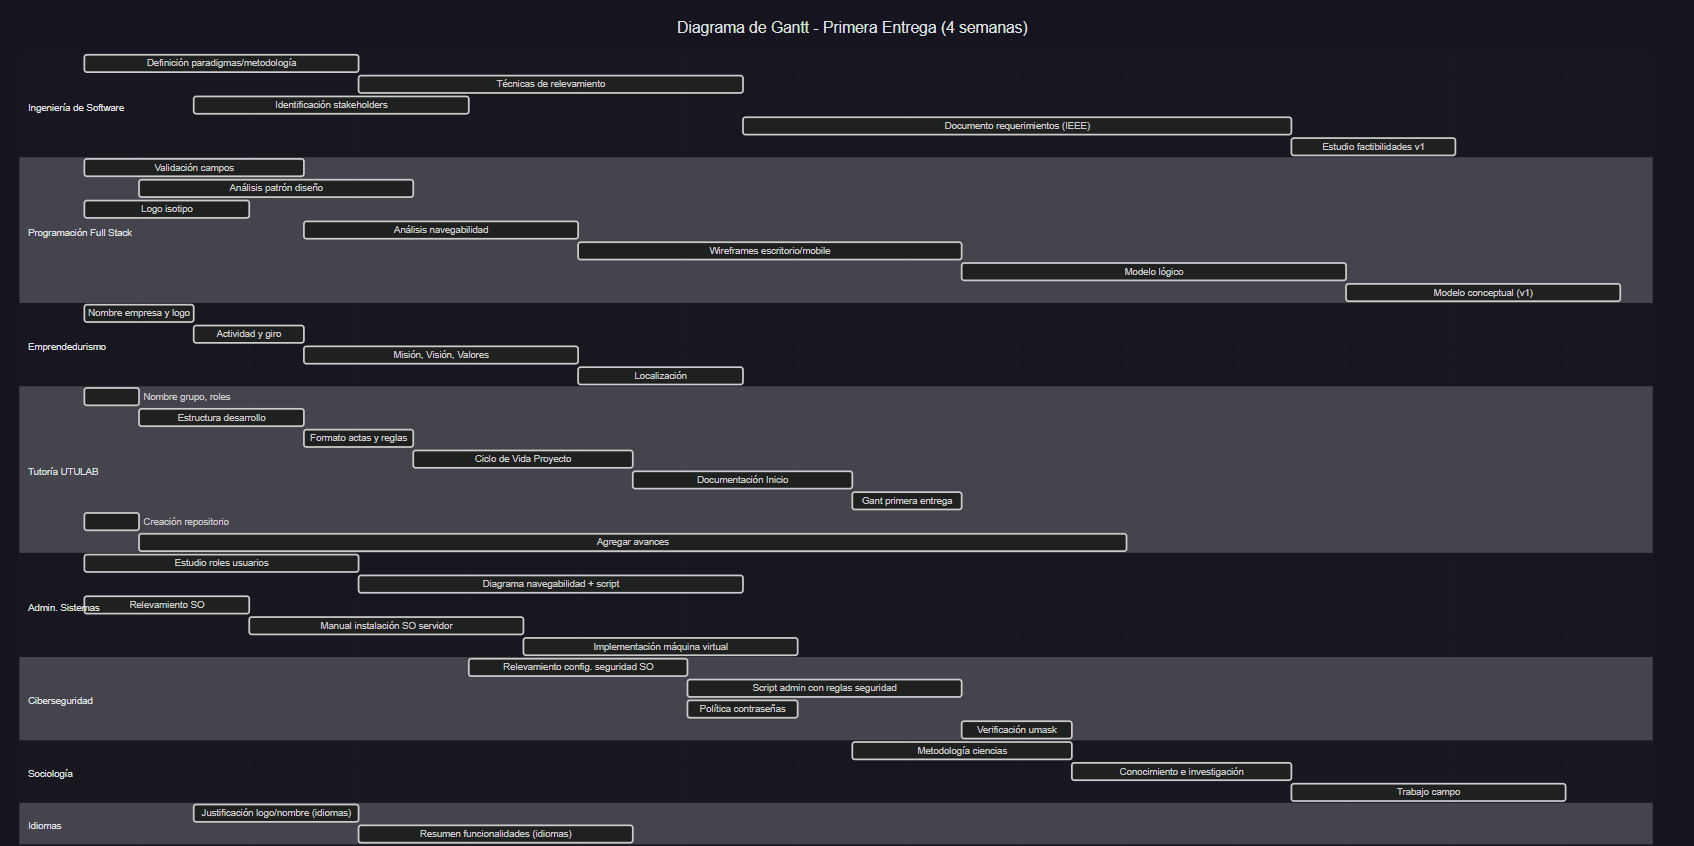 Diagrama de Gantt - Primera Entrega (4 semanas)
Ingeniería de Software
Definición paradigmas/metodología
Técnicas de relevamiento
Identificación stakeholders
Documento requerimientos (IEEE)
Estudio factibilidades v1
Programación Full Stack
Validación campos
Análisis patrón diseño
Logo isotipo
Análisis navegabilidad
Wireframes escritorio/mobile
Modelo lógico
Modelo conceptual (v1)
Emprendedurismo
Nombre empresa y logo
Actividad y giro
Misión, Visión, Valores
Localización
Tutoría UTULAB
Nombre grupo, roles
Estructura desarrollo
Formato actas y reglas
Ciclo de Vida Proyecto
Documentación Inicio
Gant primera entrega
Creación repositorio
Agregar avances
Admin. Sistemas
Estudio roles usuarios
Diagrama navegabilidad + script
Relevamiento SO
Manual instalación SO servidor
Implementación máquina virtual
Ciberseguridad
Relevamiento config. seguridad SO
Script admin con reglas seguridad
Política contraseñas
Verificación umask
Sociología
Metodología ciencias
Conocimiento e investigación
Trabajo campo
Idiomas
Justificación logo/nombre (idiomas)
Resumen funcionalidades (idiomas)